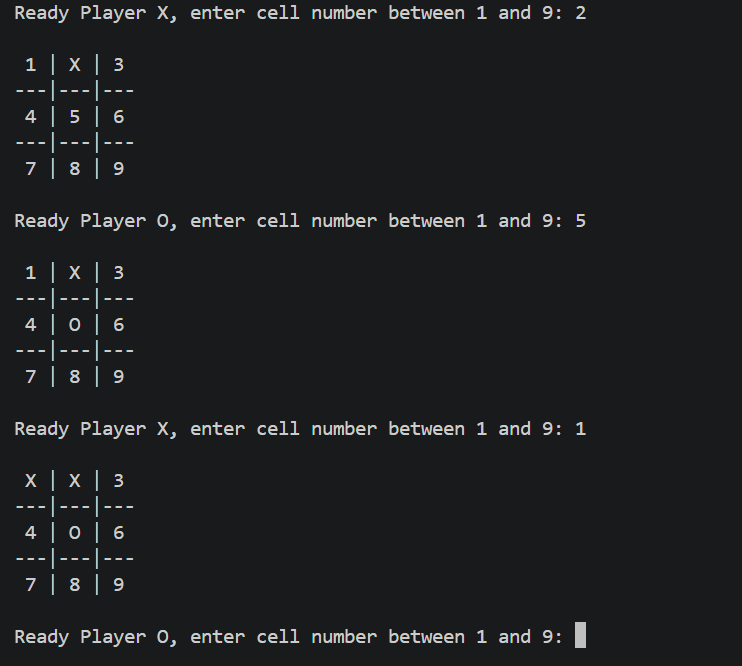 Ready Player X, enter cell number between 1 and 9: 2
1 | X | 3
---|---|---
4 | 5 | 6
---|---|---
7 | 8 | 9
Ready Player O, enter cell number between 1 and 9: 5
1 | X | 3
---|---|---
4 | O | 6
---|---|---
7 | 8 | 9
Ready Player X, enter cell number between 1 and 9: 1
X | X | 3
---|---|---
4 | O | 6
---|---|---
7 | 8 | 9
Ready Player O, enter cell number between 1 and 9: